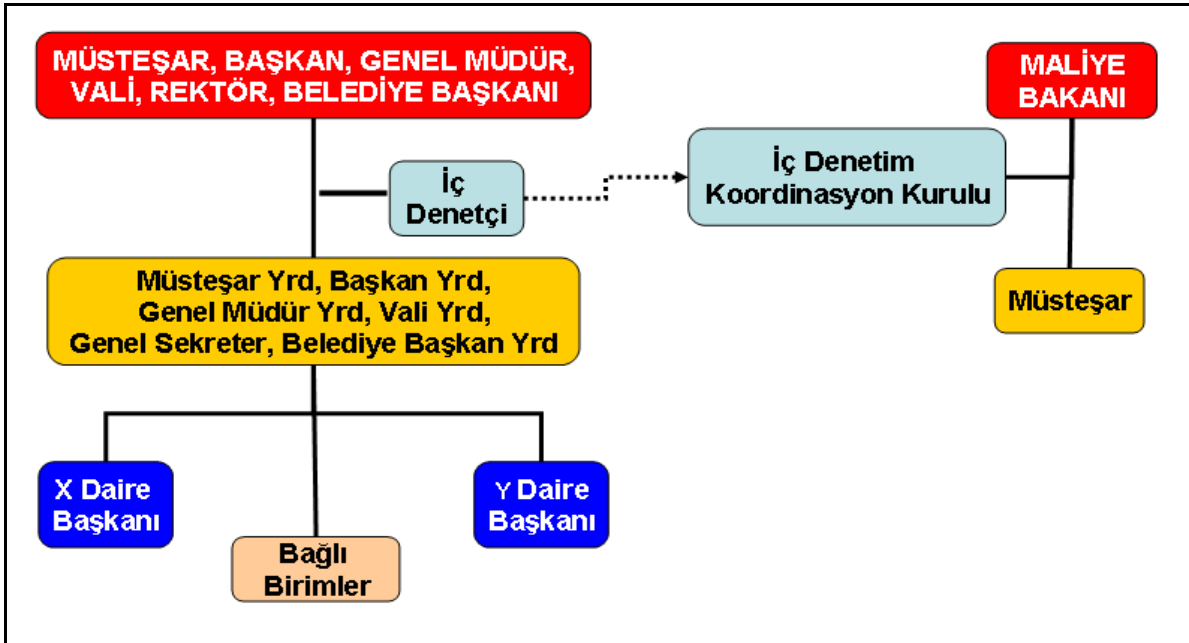 MÜSTEŞAR, BAŞKAN, GENEL MÜDÜR,
VALİ, REKTÖR, BELEDİYE BAŞKANI
MALİYE
BAKANI
İç
Denetçi
İç Denetim
Koordinasyon Kurulu
Müsteşar Yrd, Başkan Yrd,
Genel Müdür Yrd, Vali Yrd,
Genel Sekreter, Belediye Başkan Yrd
Müsteşar
X Daire
Başkanı
Y Daire
Başkanı
Bağlı
Birimler